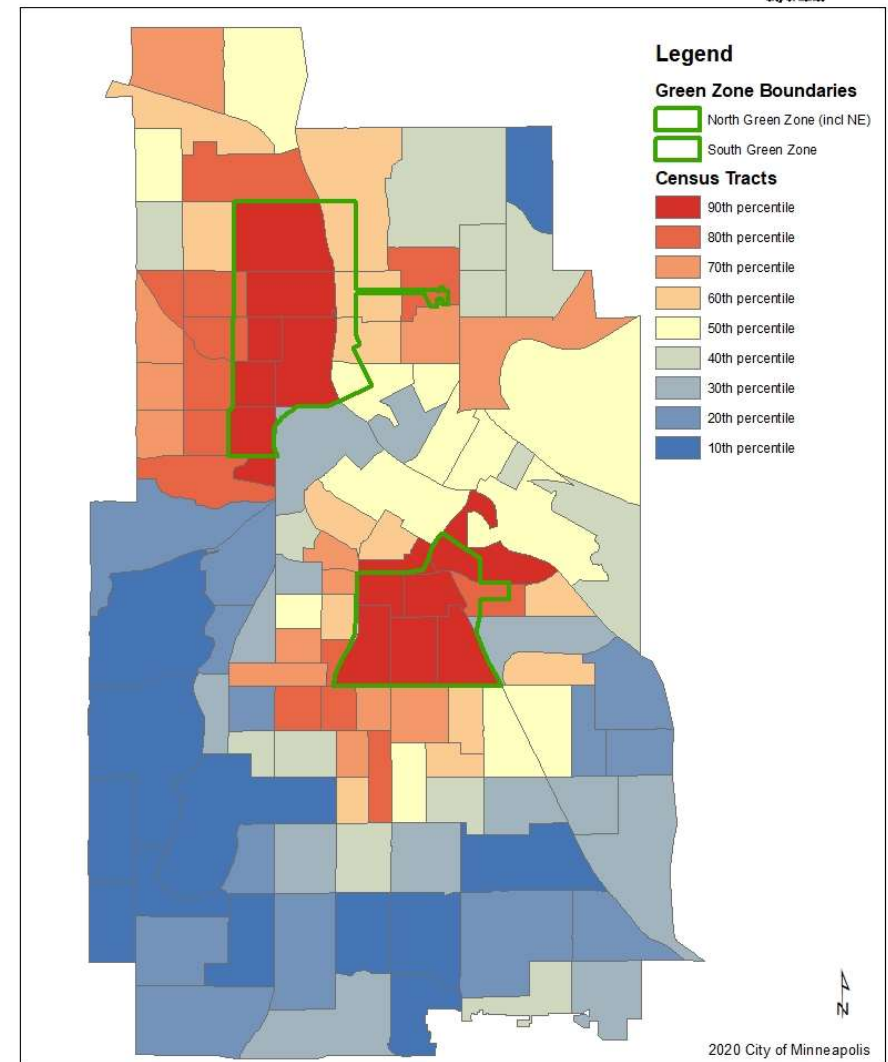 Legend
Green Zone Boundaries
North Green Zone (incl NE)
South Green Zone
Census Tracts
90th percentile
80th percentile
70th percentile
60th percentile
50th percentile
40th percentile
30th percentile
20th percentile
10th percentile
N
2020 City of Minneapolis